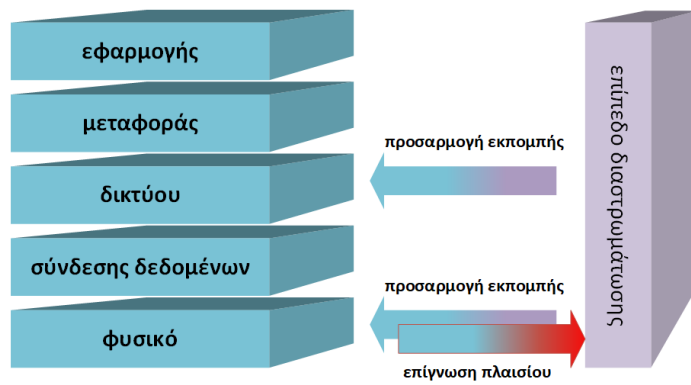 εφαρμογής
μεταφοράς
δικτύου
σύνδεσης δεδομένων
φυσικό
προσαρμογή εκπομπής
προσαρμογή εκπομπής
επίγνωση πλαισίου
επίπεδο διαστρωμάτωσης